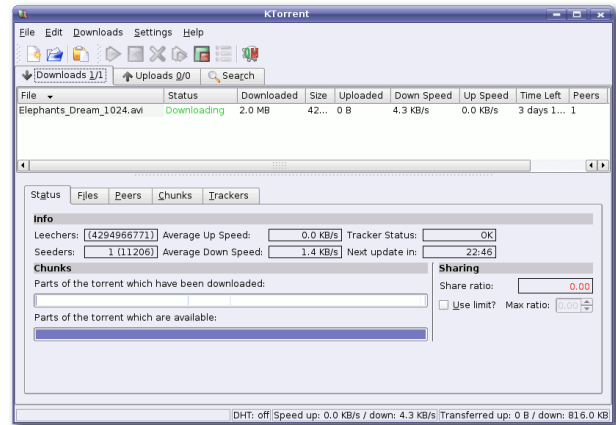 KTorrent
File Edit Downloads Settings Help
Downloads 1/1 Uploads 0/0 Search
File Status Downloaded Size Uploaded Down Speed Up Speed Time Left Peers
Elephants_Dream_1024.avi Downloading 2.0 MB 42... 0 B 4.3 KB/s 0.0 KB/s 3 days 1... 1
Status Files Peers Chunks Trackers
Info
Leechers: (4294966771) Average Up Speed: 0.0 KB/s Tracker Status: OK
Seeders: 1 (11206) Average Down Speed: 1.4 KB/s Next update in: 22:46
Chunks Sharing
Parts of the torrent which have been downloaded: Share ratio: 0.00
Use limit? Max ratio: 0.00
Parts of the torrent which are available:
DHT: off Speed up: 0.0 KB/s / down: 4.3 KB/s Transferred up: 0 B / down: 816.0 KB